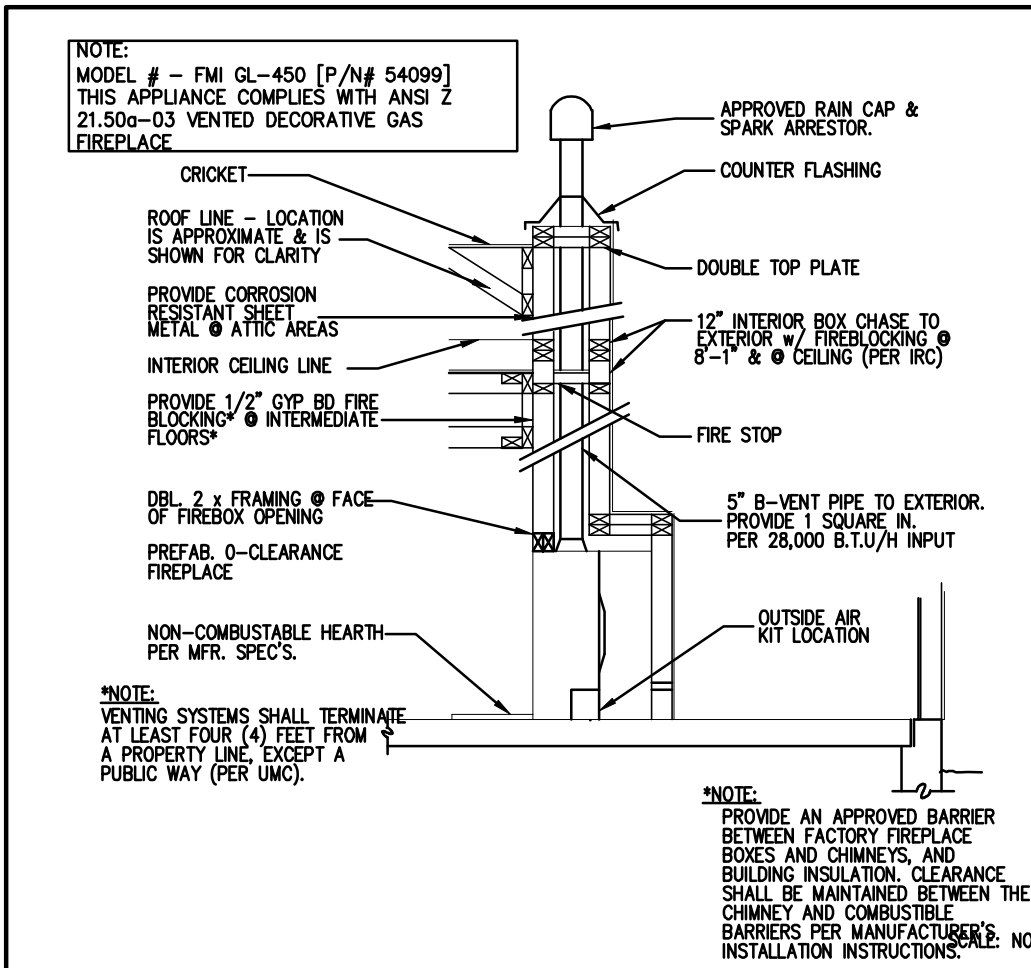 NOTE:
MODEL # - FMI GL-450 [P/N# 54099]
THIS APPLIANCE COMPLIES WITH ANSI Z
21.50a-03 VENTED DECORATIVE GAS
FIREPLACE
CRICKET
ROOF LINE - LOCATION
IS APPROXIMATE & IS
SHOWN FOR CLARITY
PROVIDE CORROSION
RESISTANT SHEET
METAL @ ATTIC AREAS
INTERIOR CEILING LINE
PROVIDE 1/2" GYP BD FIRE
BLOCKING* @ INTERMEDIATE
FLOORS*
DBL. 2 x FRAMING @ FACE
OF FIREBOX OPENING
PREFAB. 0-CLEARANCE
FIREPLACE
NON-COMBUSTABLE HEARTH
PER MFR. SPEC'S.
*NOTE:
VENTING SYSTEMS SHALL TERMINATE
AT LEAST FOUR (4) FEET FROM
A PROPERTY LINE, EXCEPT A
PUBLIC WAY (PER UMC).
APPROVED RAIN CAP &
SPARK ARRESTOR.
COUNTER FLASHING
DOUBLE TOP PLATE
12" INTERIOR BOX CHASE TO
EXTERIOR w/ FIREBLOCKING @
8'-1" & @ CEILING (PER IRC)
FIRE STOP
5" B-VENT PIPE TO EXTERIOR.
PROVIDE 1 SQUARE IN.
PER 28,000 B.T.U/H INPUT
OUTSIDE AIR
KIT LOCATION
*NOTE:
PROVIDE AN APPROVED BARRIER
BETWEEN FACTORY FIREPLACE
BOXES AND CHIMNEYS, AND
BUILDING INSULATION. CLEARANCE
SHALL BE MAINTAINED BETWEEN THE
CHIMNEY AND COMBUSTIBLE
BARRIERS PER MANUFACTURER'S
INSTALLATION INSTRUCTIONS.
SCALE: NO